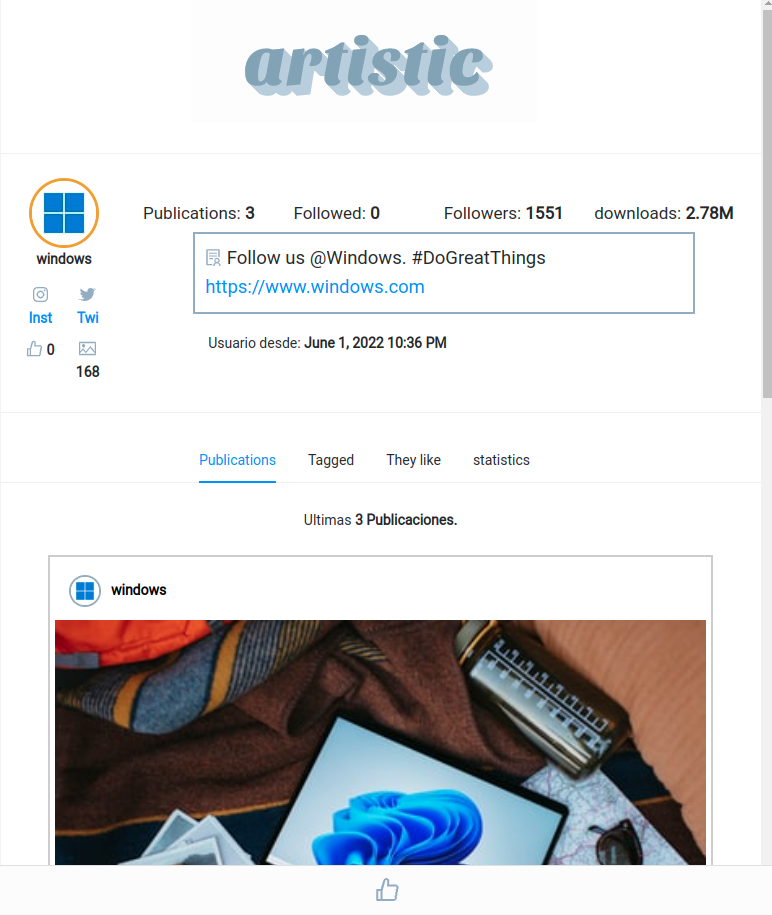 artistic
windows
Publications: 3 Followed: 0 Followers: 1551 downloads: 2.78M
Follow us @Windows. #DoGreatThings
https://www.windows.com
Inst Twi
0
168
Usuario desde: June 1, 2022 10:36 PM
Publications Tagged They like statistics
Ultimas 3 Publicaciones.
windows